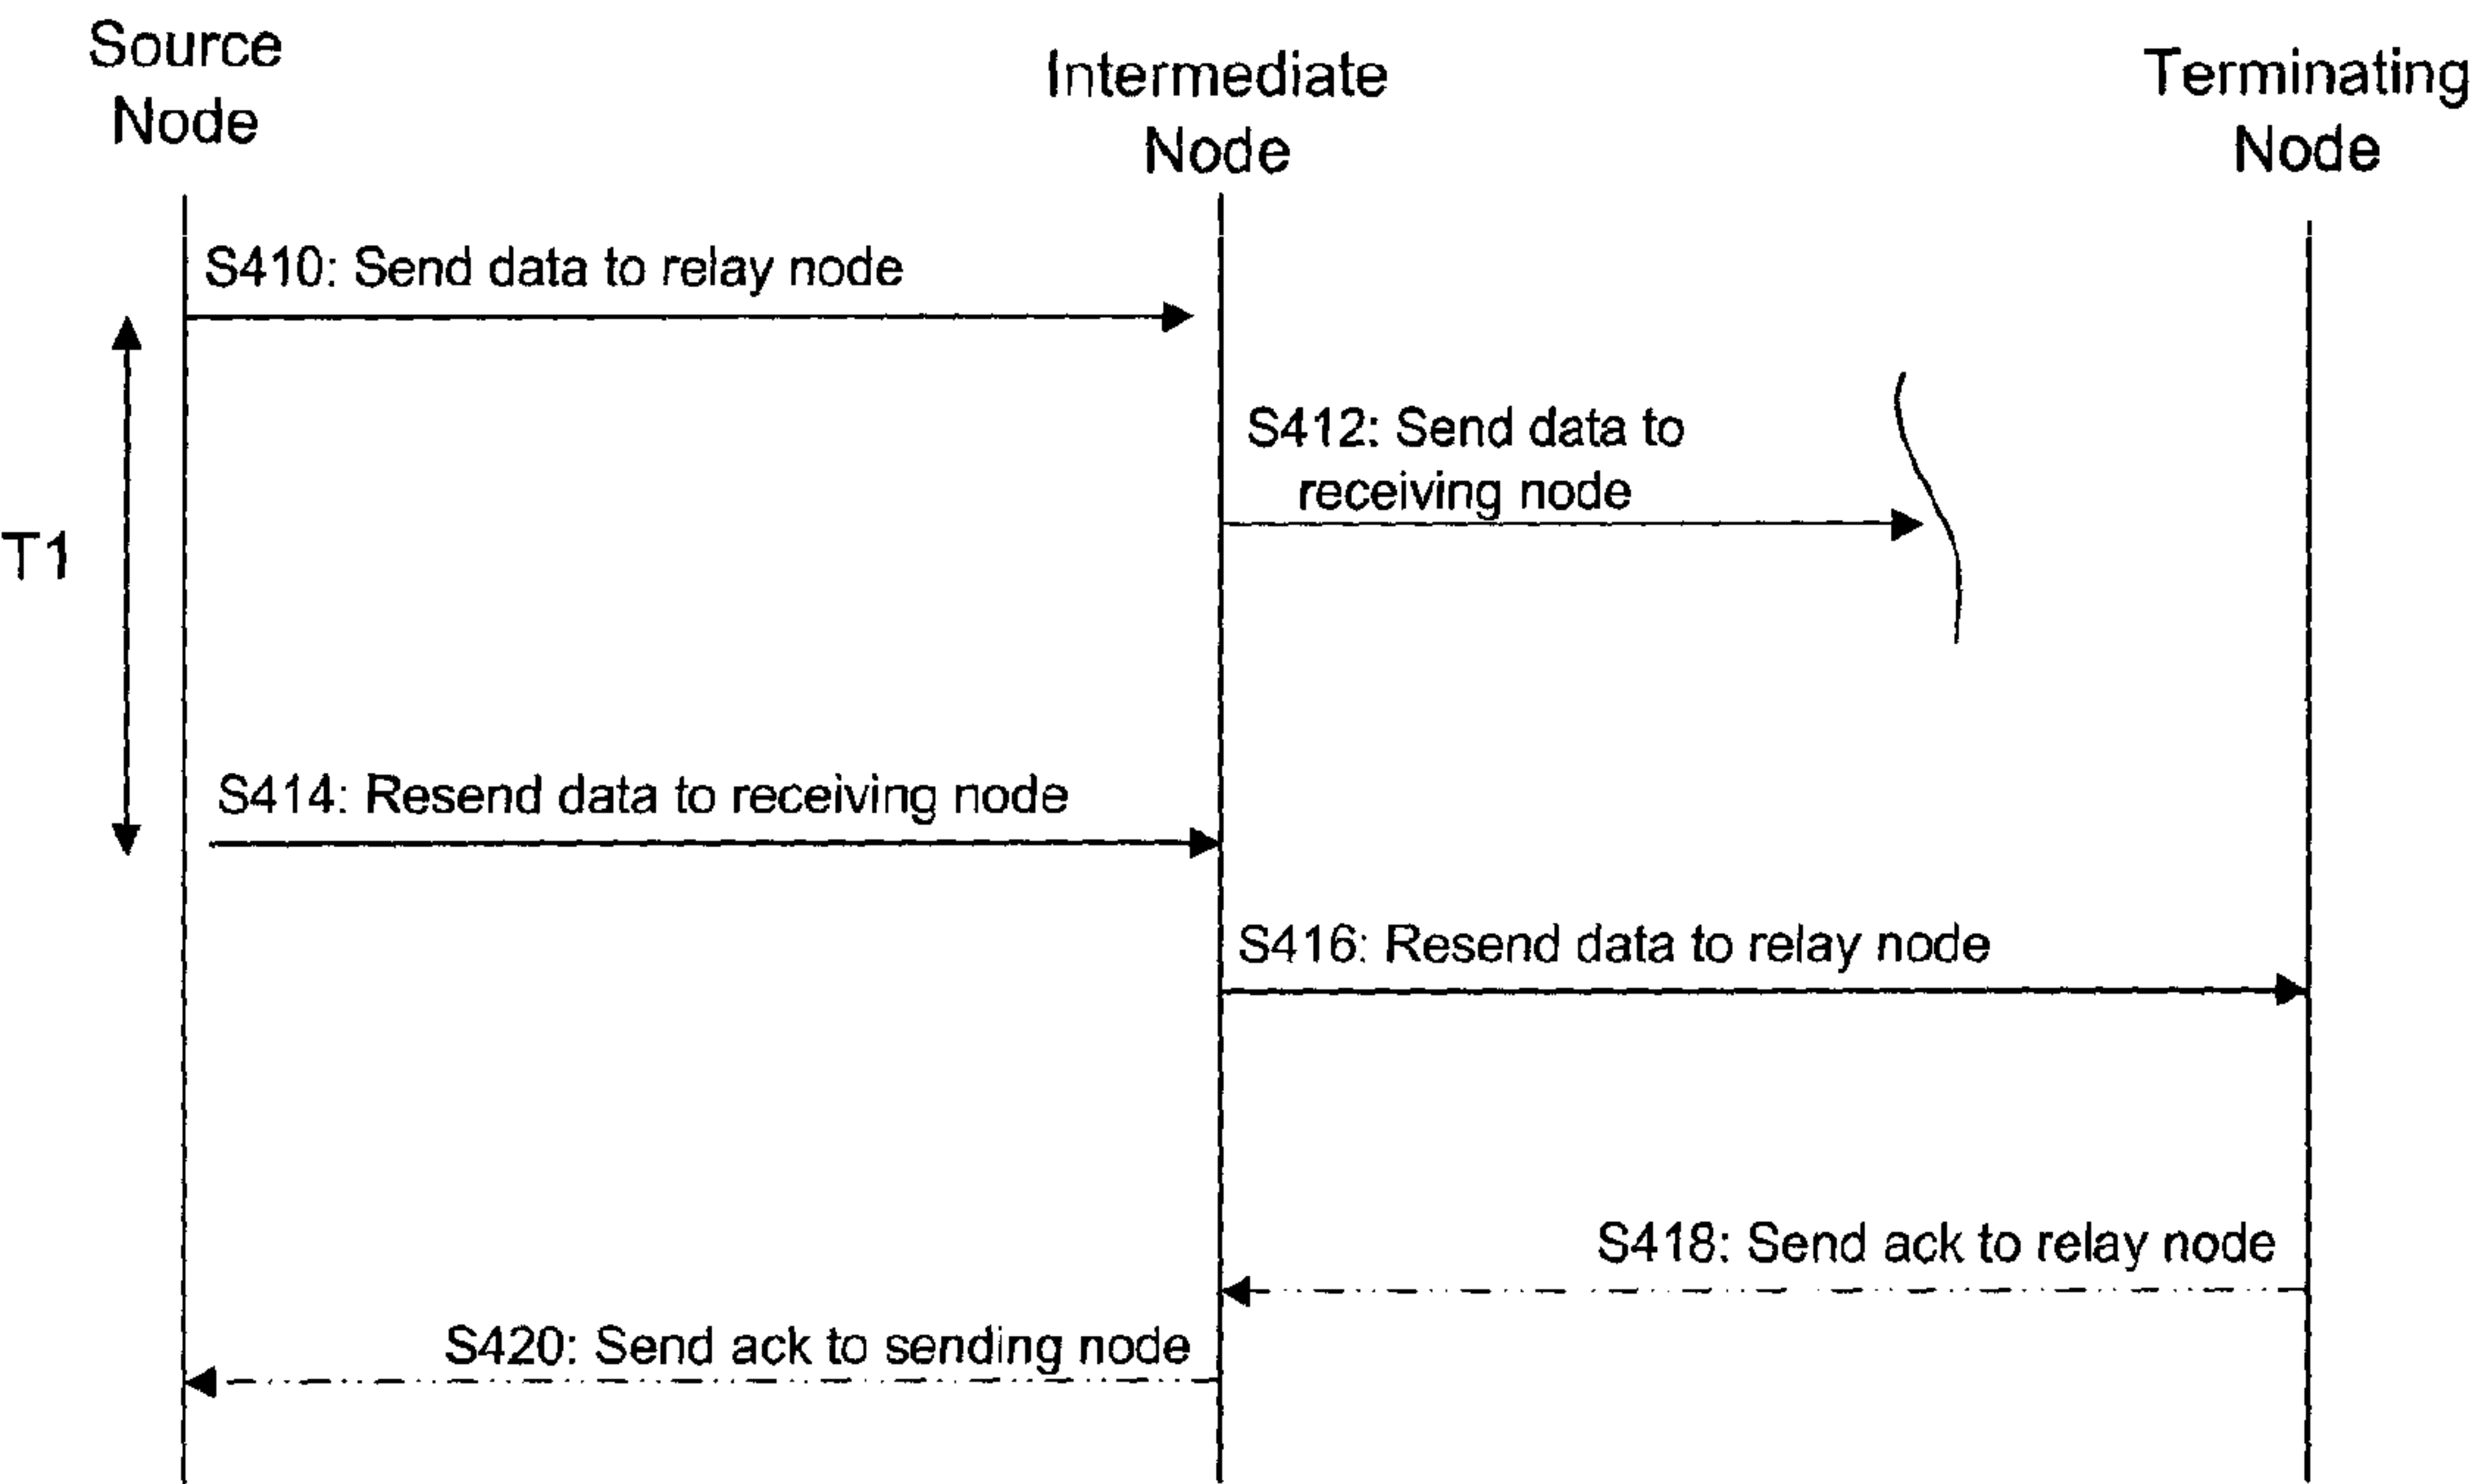 Source
Node
Intermediate
Node
Terminating
Node
S410: Send data to relay node
S412: Send data to
receiving node
T1
S414: Resend data to receiving node
S416: Resend data to relay node
S418: Send ack to relay node
S420: Send ack to sending node